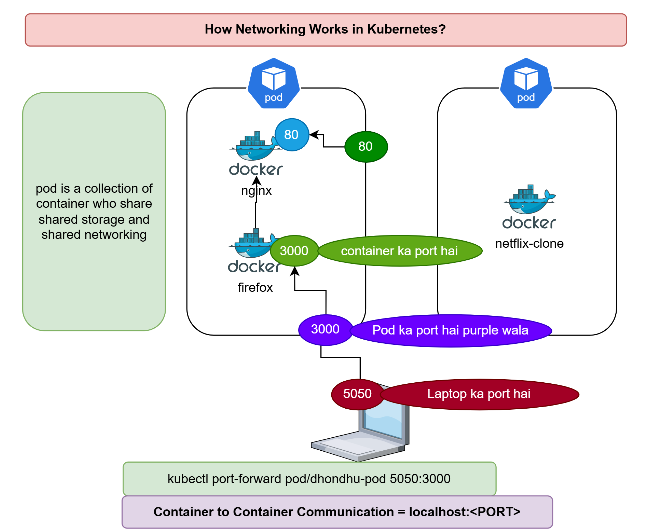 How Networking Works in Kubernetes?
pod
pod
80
80
docker
nginx
pod is a collection of
container who share
shared storage and
shared networking
docker
netflix-clone
3000
container ka port hai
docker
firefox
3000
Pod ka port hai purple wala
5050
Laptop ka port hai
kubectl port-forward pod/dhondhu-pod 5050:3000
Container to Container Communication = localhost:<PORT>